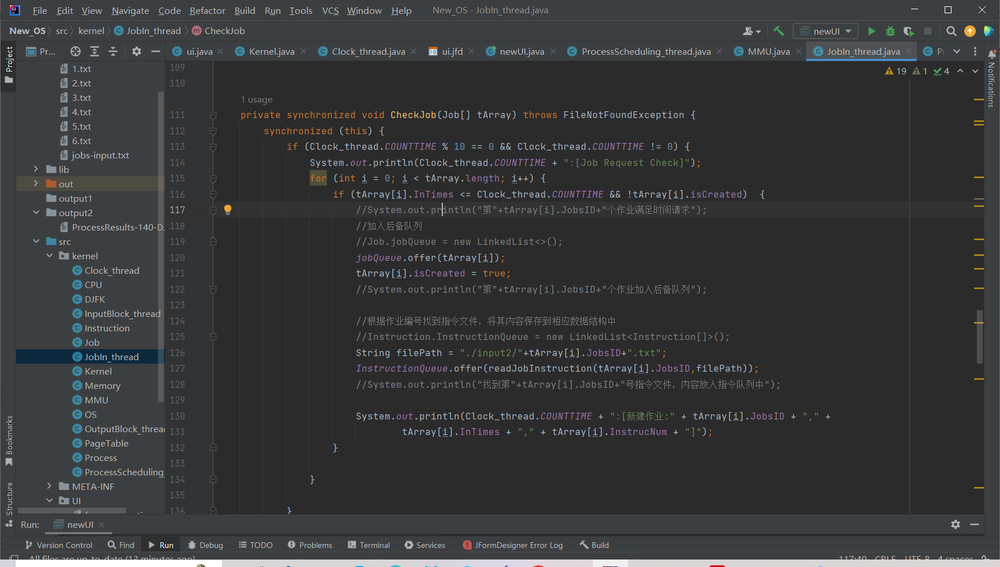 File Edit View Navigate Code Refactor Build Run Tools VCS Window Help New_OS - JobIn_thread.java
New_OS src kernel JobIn_thread CheckJob newUI
Project
Pr... ui.java Kernel.java Clock_thread.java ui.jfd newUI.java ProcessScheduling_thread.java MMU.java JobIn_thread.java
Notifications
1.txt
2.txt
3.txt
4.txt
5.txt
6.txt
jobs-input.txt
lib
out
output1
output2
ProcessResults-140-D
src
kernel
Clock_thread
CPU
DJFK
InputBlock_thread
Instruction
Job
JobIn_thread
Kernel
Memory
MMU
OS
OutputBlock_threa
PageTable
Process
ProcessScheduling_
META-INF
UI
Bookmarks
Structure
19 1 4
109
110
1 usage
111 private synchronized void CheckJob(Job[] tArray) throws FileNotFoundException {
112 synchronized (this) {
113 if (Clock_thread.COUNTTIME % 10 == 0 && Clock_thread.COUNTTIME != 0) {
114 System.out.println(Clock_thread.COUNTTIME + ":[Job Request Check]");
115 for (int i = 0; i < tArray.length; i++) {
116 if (tArray[i].InTimes <= Clock_thread.COUNTTIME && !tArray[i].isCreated) {
117 //System.out.println("第"+tArray[i].JobsID+"个作业满足时间请求");
118 //加入后备队列
119 //Job.jobQueue = new LinkedList<>();
120 jobQueue.offer(tArray[i]);
121 tArray[i].isCreated = true;
122 //System.out.println("第"+tArray[i].JobsID+"个作业加入后备队列");
123
124 //根据作业编号找到指令文件，将其内容保存到相应数据结构中
125 //Instruction.InstructionQueue = new LinkedList<Instruction[]>();
126 String filePath = "./input2/"+tArray[i].JobsID+".txt";
127 InstructionQueue.offer(readJobInstruction(tArray[i].JobsID,filePath));
128 //System.out.println("找到第"+tArray[i].JobsID+"号指令文件，内容放入指令队列中");
129
130 System.out.println(Clock_thread.COUNTTIME + ":[新建作业:" + tArray[i].JobsID + "," +
131 tArray[i].InTimes + "," + tArray[i].InstrucNum + "]");
132 }
133
134 }
135
136 }
Run: newUI
Version Control Find Run Debug TODO Problems Terminal Services JFormDesigner Error Log Build
All files are up-to-date (13 minutes ago) 117:40 CRLF UTF-8 4 spaces